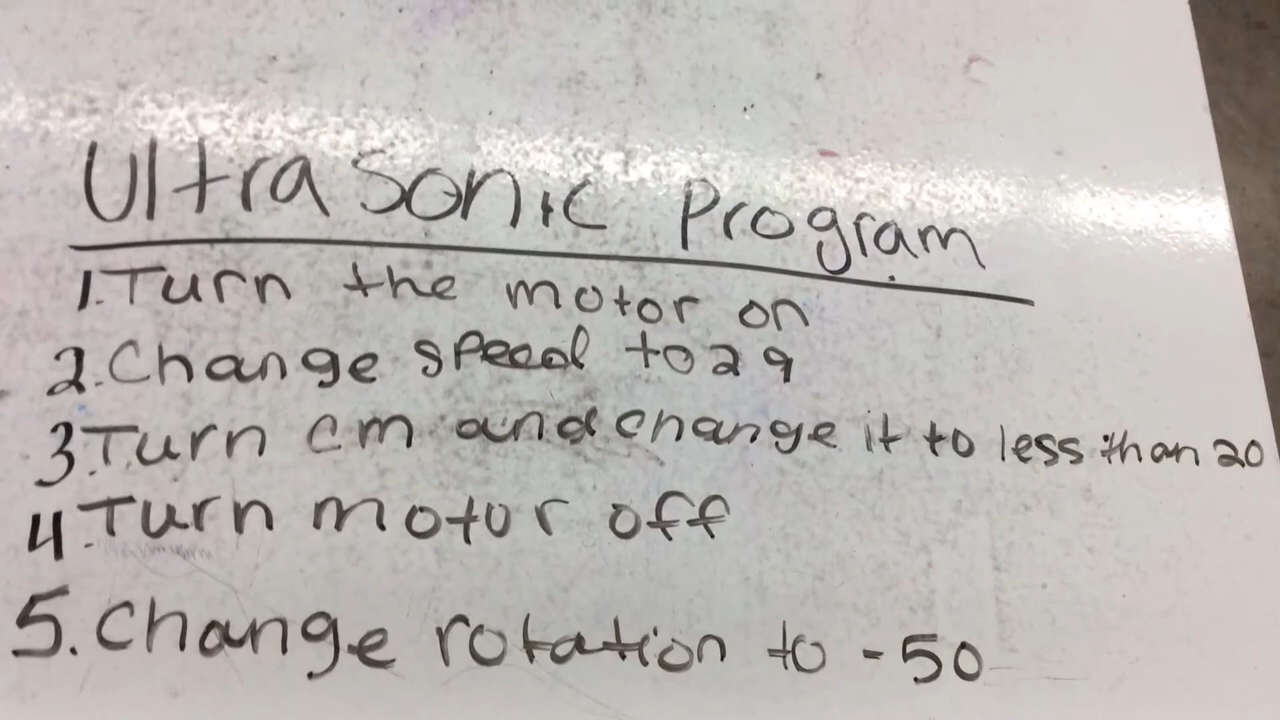 Ultrasonic Program
1. Turn the motor on
2. Change speed to 29
3. Turn cm and change it to less than 20
4. Turn motor off
5. Change rotation to -50